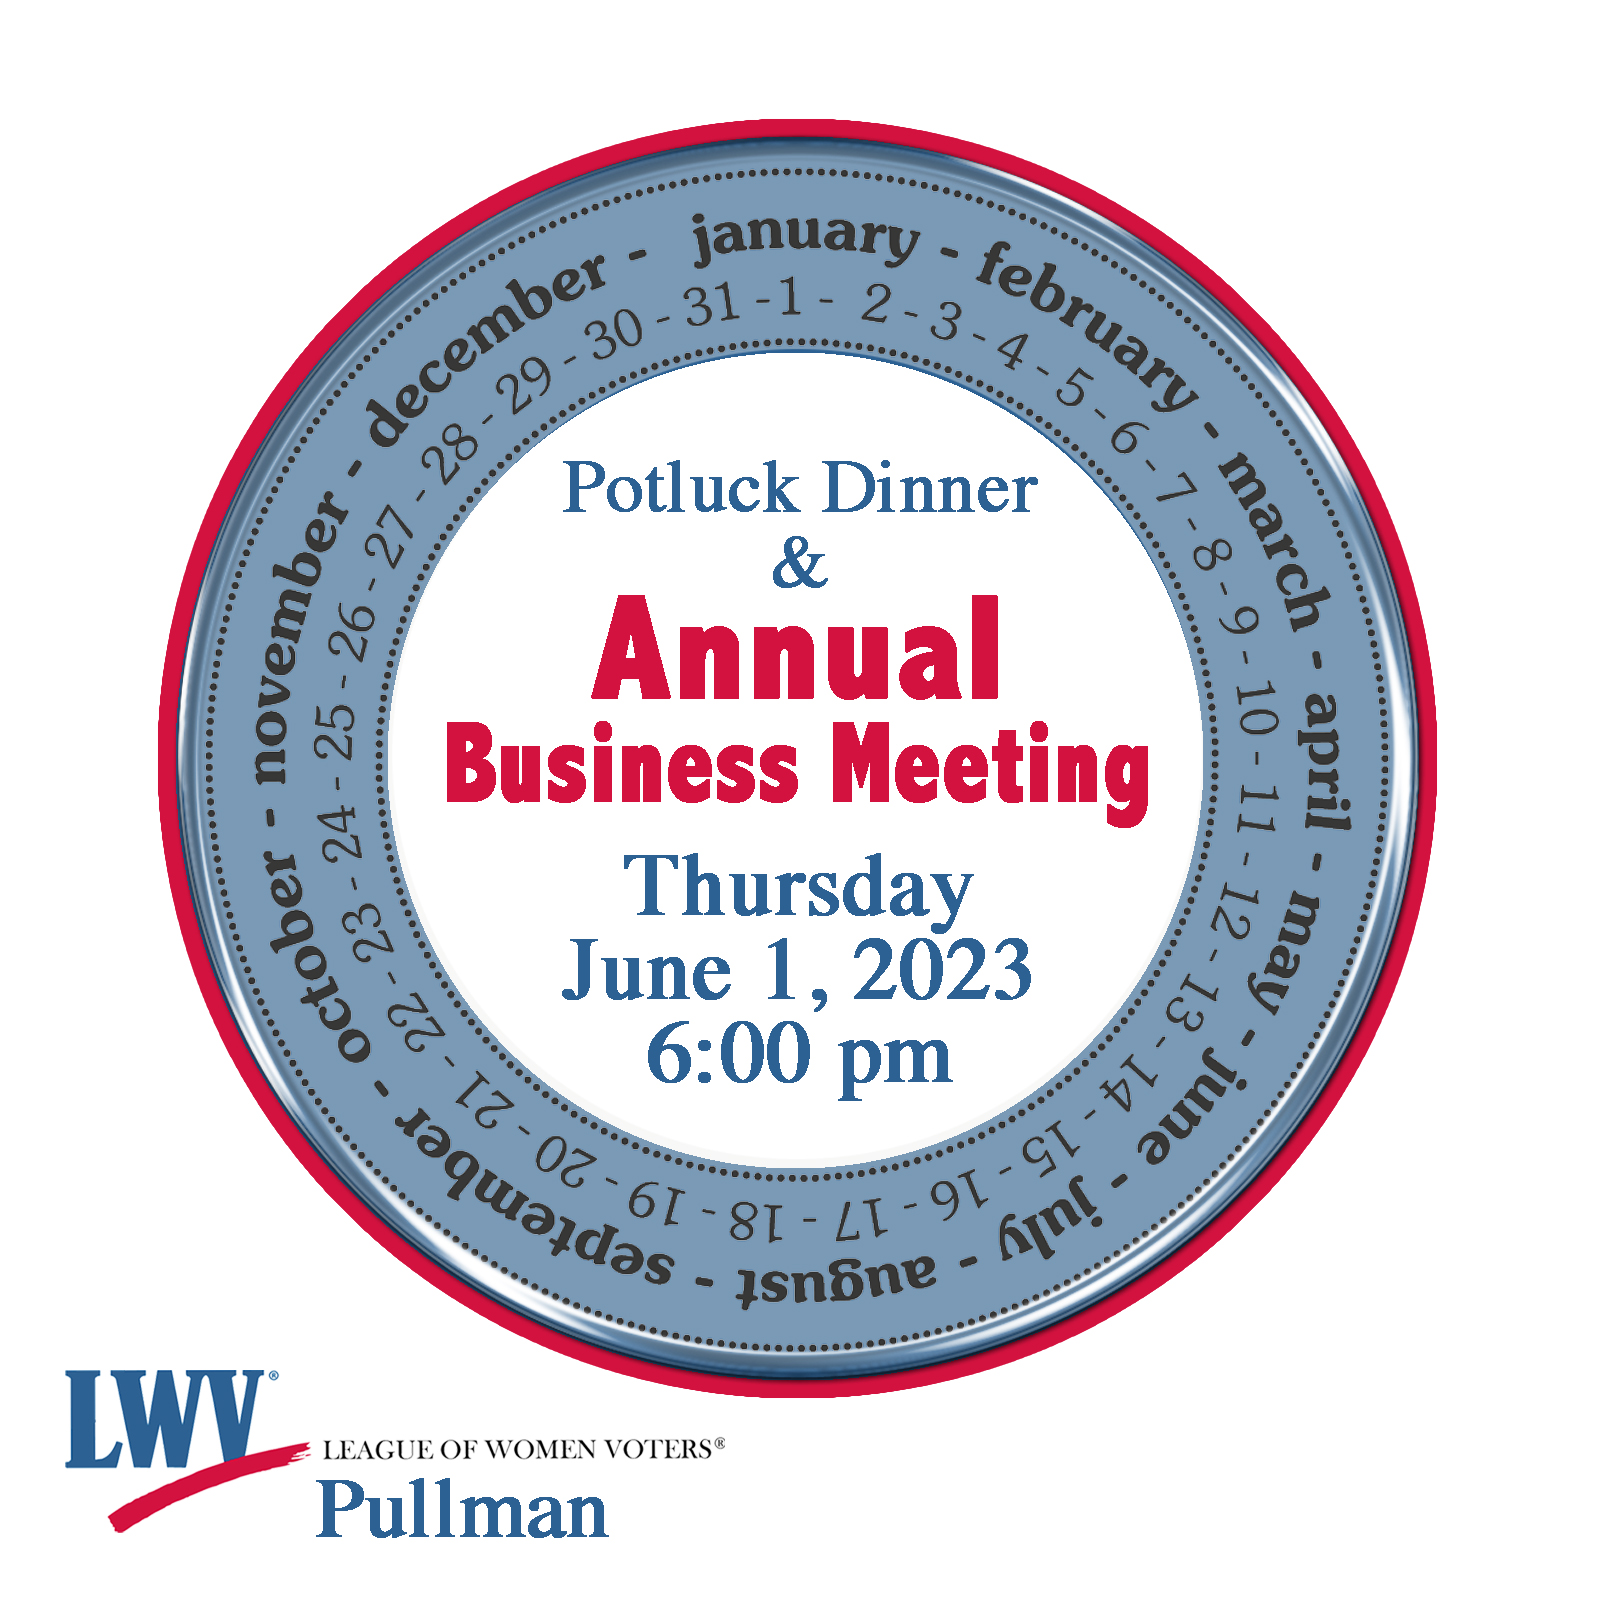 january - february - march - april - may - june - july - august - september - october - november - december -
1 - 2 - 3 - 4 - 5 - 6 - 7 - 8 - 9 - 10 - 11 - 12 - 13 - 14 - 15 - 16 - 17 - 18 - 19 - 20 - 21 - 22 - 23 - 24 - 25 - 26 - 27 - 28 - 29 - 30 - 31 -
Potluck Dinner
&
Annual
Business Meeting
Thursday
June 1, 2023
6:00 pm
LWV®
LEAGUE OF WOMEN VOTERS®
Pullman